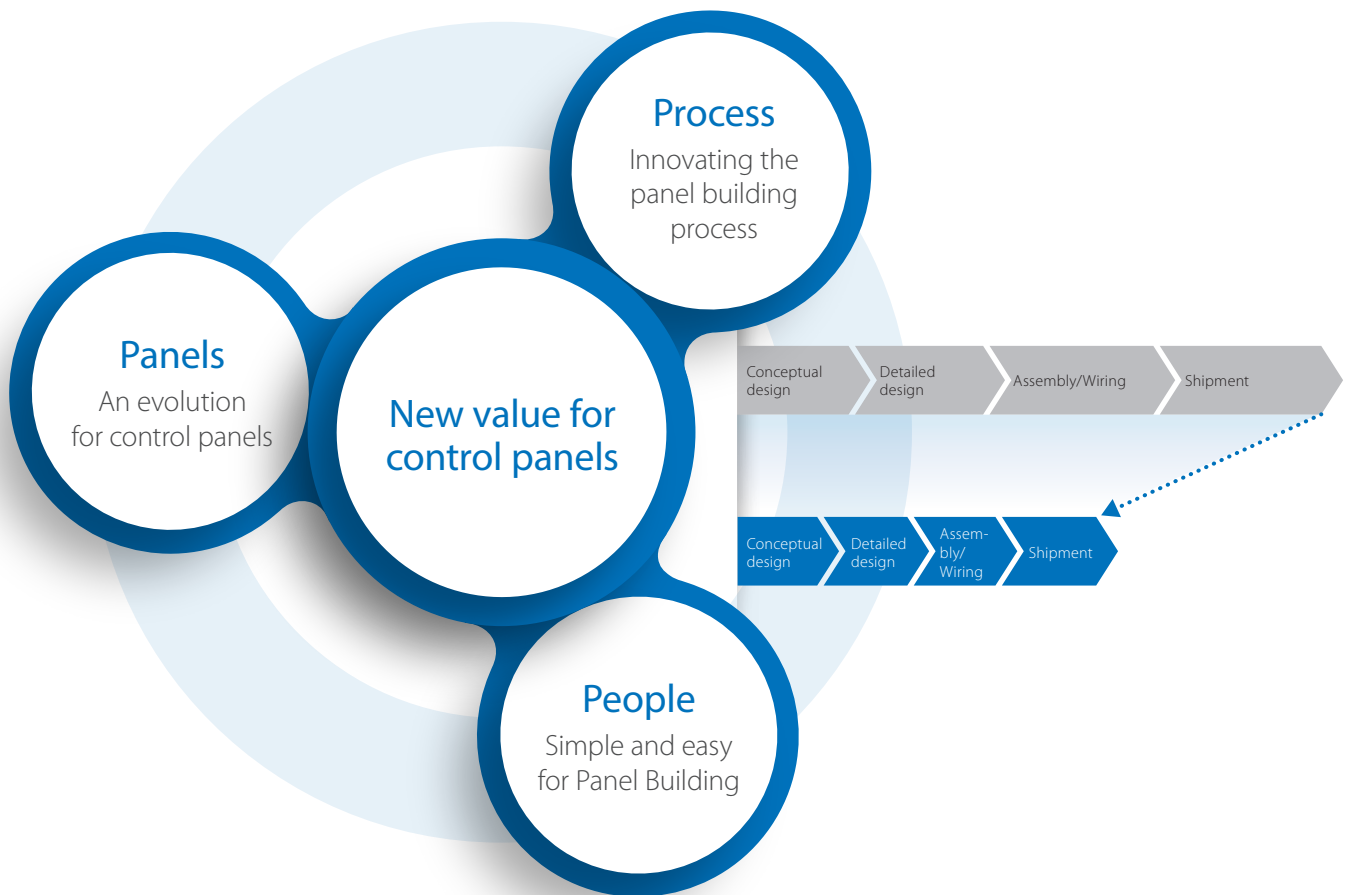 Process
Innovating the
panel building
process
Panels
An evolution
for control panels
New value for
control panels
Conceptual
design
Detailed
design
Assembly/Wiring
Shipment
Conceptual
design
Detailed
design
Assem-
bly/
Wiring
Shipment
People
Simple and easy
for Panel Building